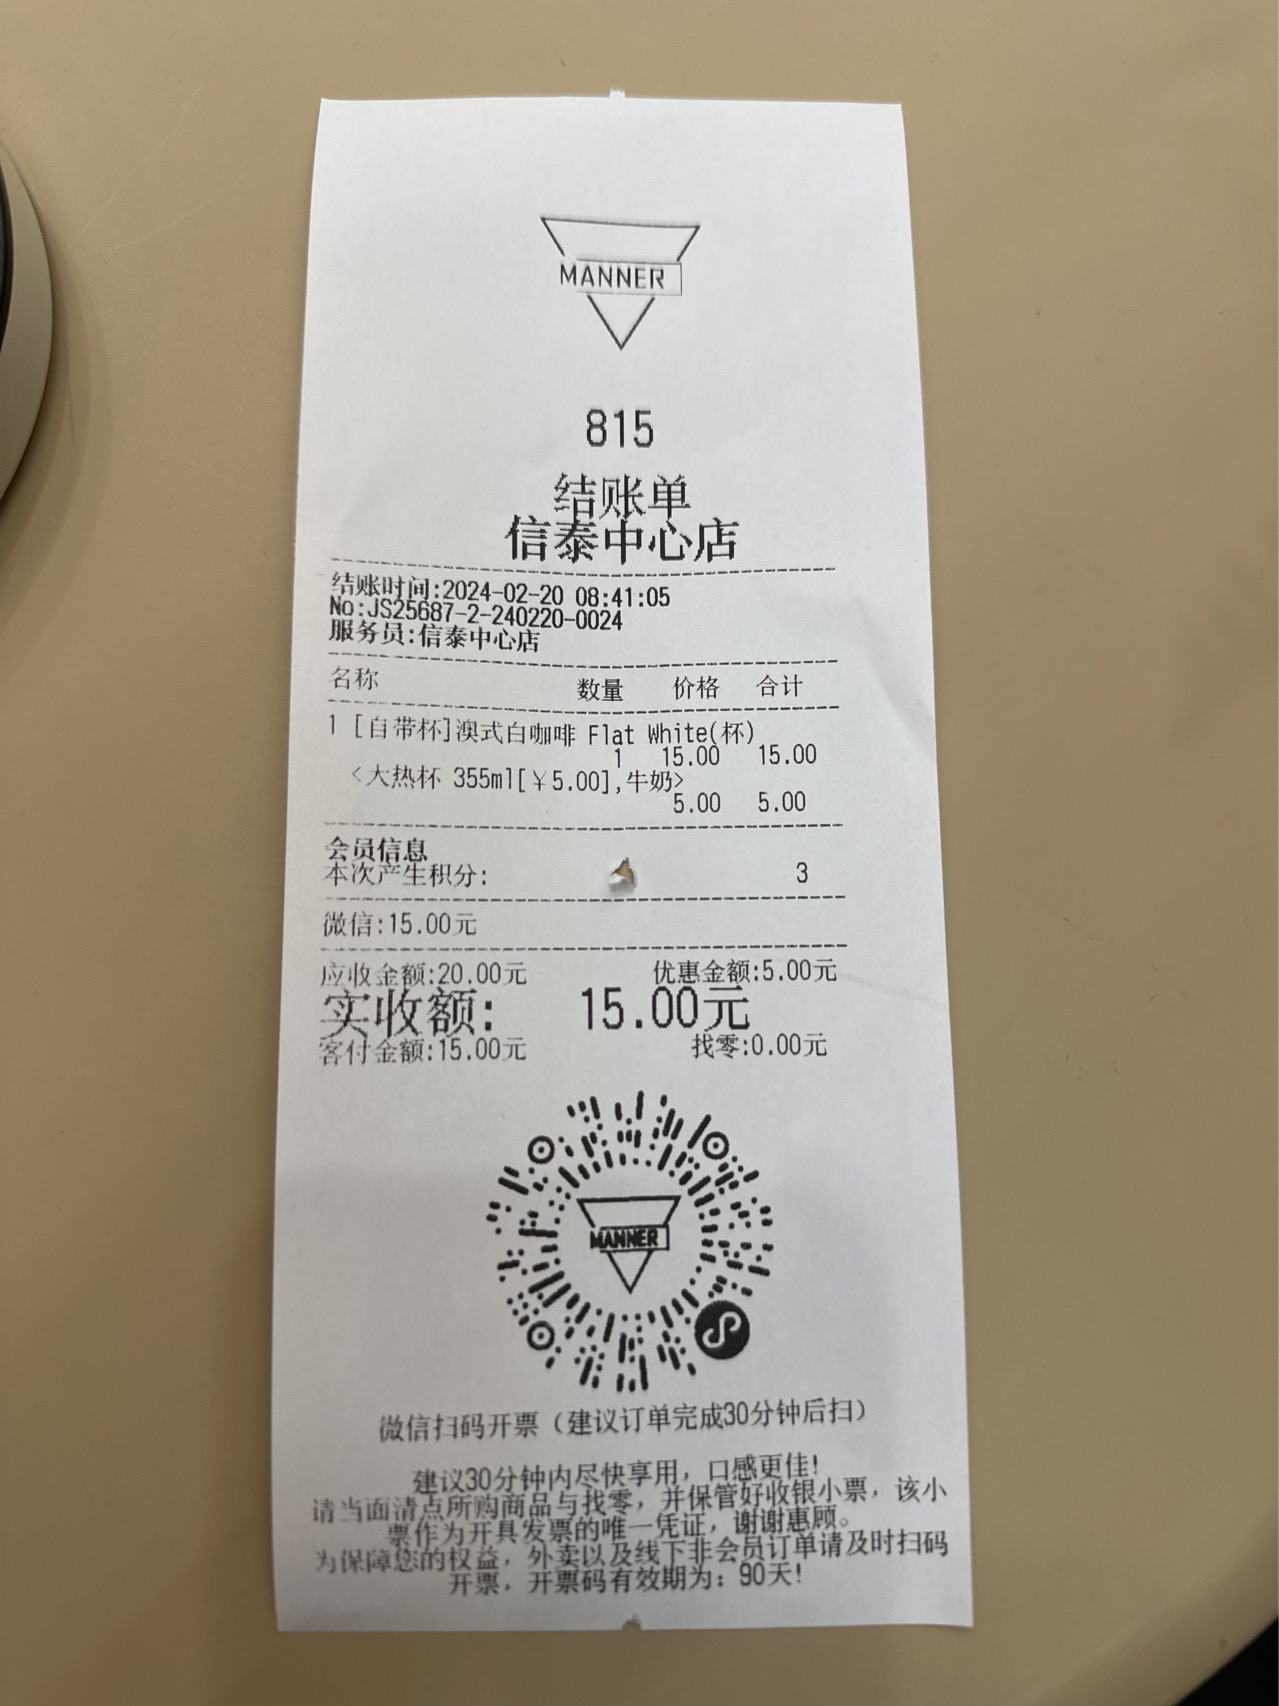 MANNER
815
结账单
信泰中心店
结账时间:2024-02-20 08:41:05
No:JS25687-2-240220-0024
服务员:信泰中心店
名称 数量 价格 合计
1 [自带杯]澳式白咖啡 Flat White(杯)
1 15.00 15.00
<大热杯 355ml[￥5.00],牛奶>
5.00 5.00
会员信息
本次产生积分: 3
微信:15.00元
应收金额:20.00元 优惠金额:5.00元
实收额: 15.00元
客付金额:15.00元 找零:0.00元
MANNER
微信扫码开票（建议订单完成30分钟后扫）
建议30分钟内尽快享用，口感更佳!
请当面清点所购商品与找零，并保管好收银小票，该小
票作为开具发票的唯一凭证，谢谢惠顾。
为保障您的权益，外卖以及线下非会员订单请及时扫码
开票，开票码有效期为：90天!